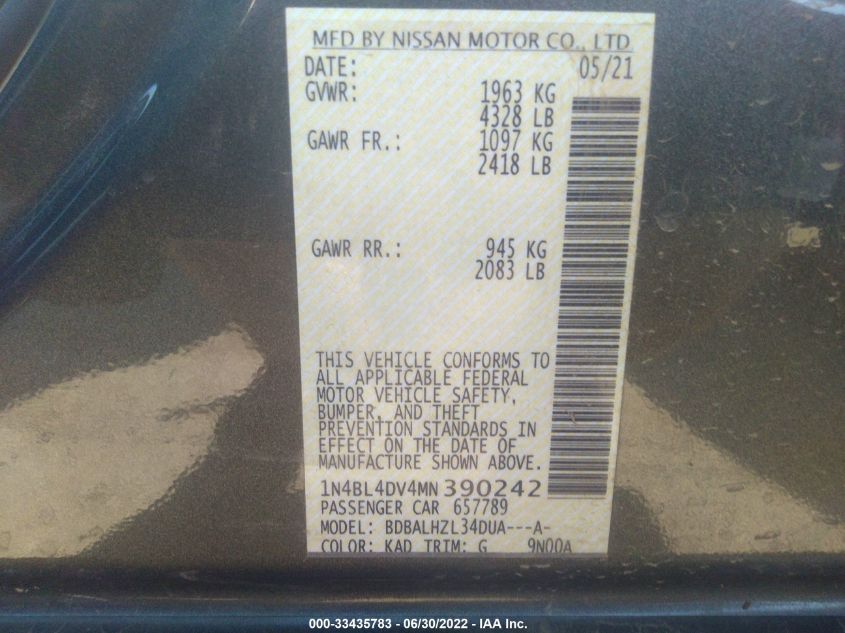 MFD BY NISSAN MOTOR CO., LTD
DATE: 05/21
GVWR: 1963 KG
4328 LB
GAWR FR.: 1097 KG
2418 LB
GAWR RR.: 945 KG
2083 LB
THIS VEHICLE CONFORMS TO
ALL APPLICABLE FEDERAL
MOTOR VEHICLE SAFETY,
BUMPER, AND THEFT
PREVENTION STANDARDS IN
EFFECT ON THE DATE OF
MANUFACTURE SHOWN ABOVE.
1N4BL4DV4MN390242
PASSENGER CAR 657789
MODEL: BDBALHZL34DUA---A-
COLOR: KAD TRIM: G 9N00A
000-33435783 - 06/30/2022 - IAA Inc.